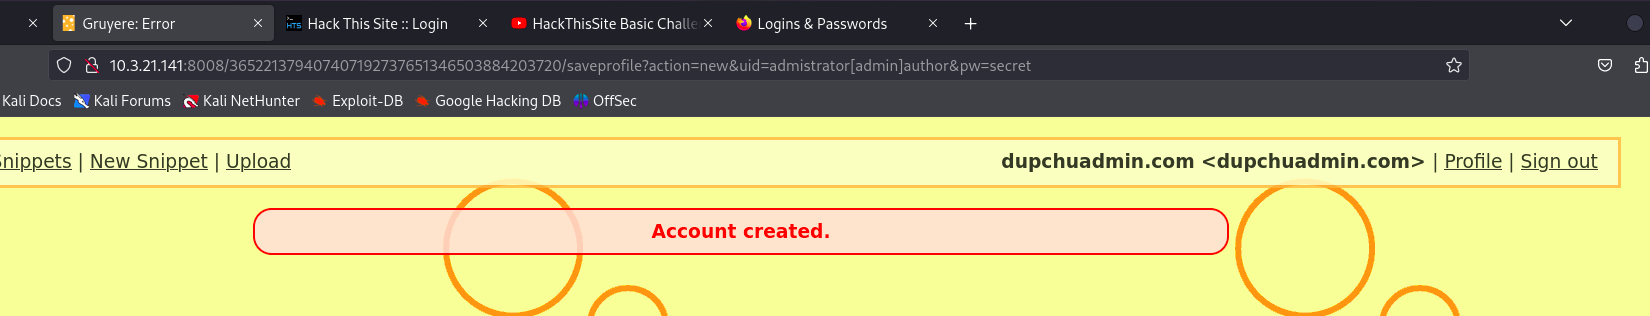 Gruyere: Error
Hack This Site :: Login
HackThisSite Basic Challe
Logins & Passwords
10.3.21.141:8008/365221379407407192737651346503884203720/saveprofile?action=new&uid=admistrator[admin]author&pw=secret
Kali Docs Kali Forums Kali NetHunter Exploit-DB Google Hacking DB OffSec
Snippets | New Snippet | Upload
dupchuadmin.com <dupchuadmin.com> | Profile | Sign out
Account created.